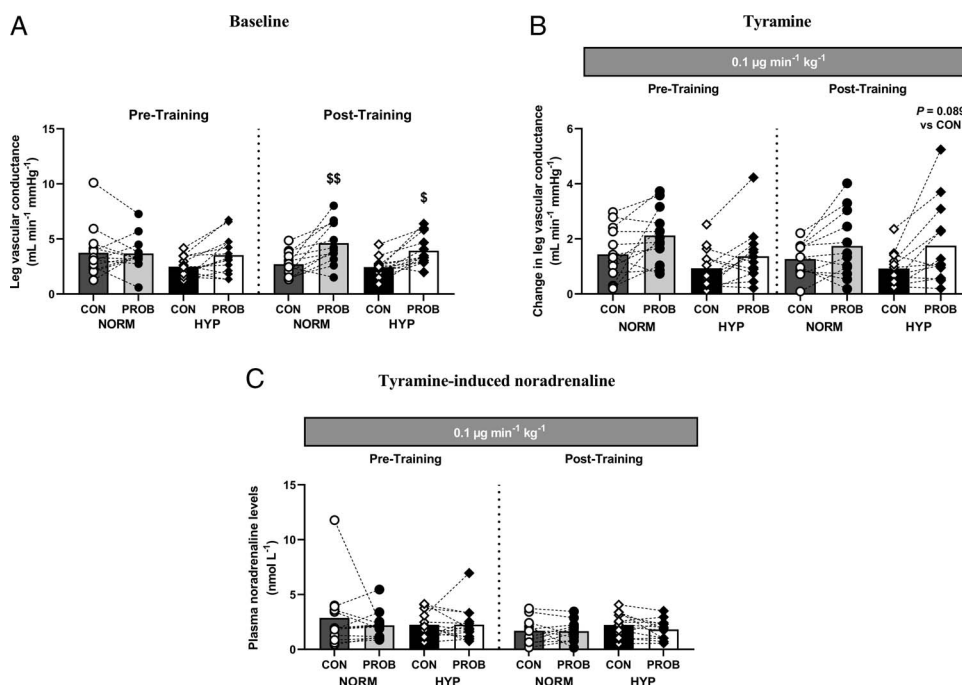 A
Baseline
Pre-Training
Post-Training
Leg vascular conductance
(mL min⁻¹ mmHg⁻¹)
15
10
5
0
$$
$
CON PROB CON PROB CON PROB CON PROB
NORM HYP NORM HYP
B
Tyramine
0.1 µg min⁻¹ kg⁻¹
Pre-Training
Post-Training
P = 0.089
vs CON
Change in leg vascular conductance
(mL min⁻¹ mmHg⁻¹)
6
4
2
0
CON PROB CON PROB CON PROB CON PROB
NORM HYP NORM HYP
C
Tyramine-induced noradrenaline
0.1 µg min⁻¹ kg⁻¹
Pre-Training
Post-Training
Plasma noradrenaline levels
(nmol L⁻¹)
15
10
5
0
CON PROB CON PROB CON PROB CON PROB
NORM HYP NORM HYP